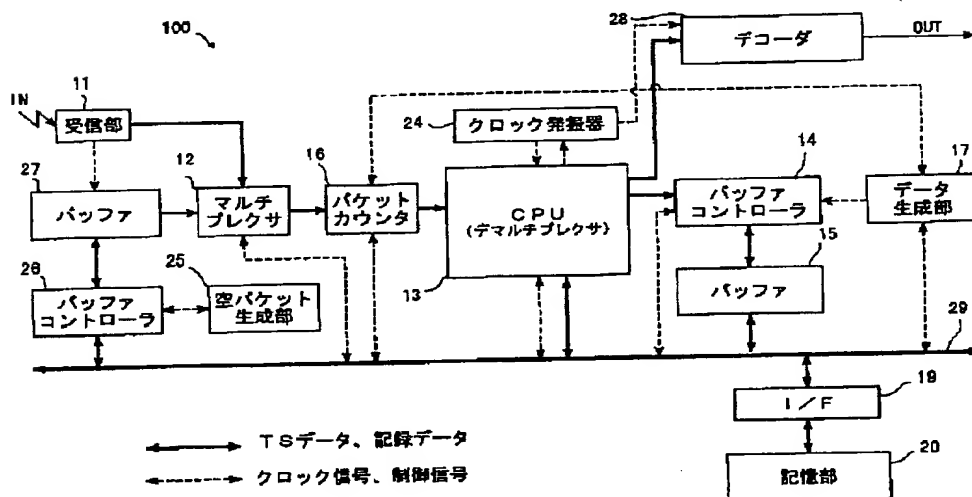 100
28
デコーダ
OUT
IN
11
受信部
24
クロック発振器
27
バッファ
12
マルチ
プレクサ
16
パケット
カウンタ
CPU
(デマルチプレクサ)
13
14
バッファ
コントローラ
17
データ
生成部
26
バッファ
コントローラ
25
空パケット
生成部
15
バッファ
29
19
I/F
20
記憶部
TSデータ、記録データ
クロック信号、制御信号